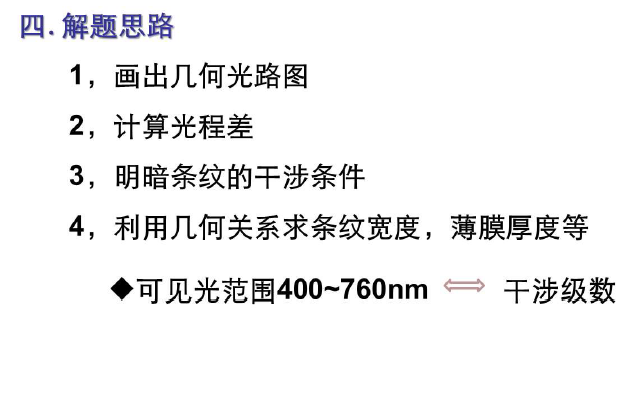 四.解题思路
1，画出几何光路图
2，计算光程差
3，明暗条纹的干涉条件
4，利用几何关系求条纹宽度，薄膜厚度等
◆可见光范围400~760nm ⇔ 干涉级数